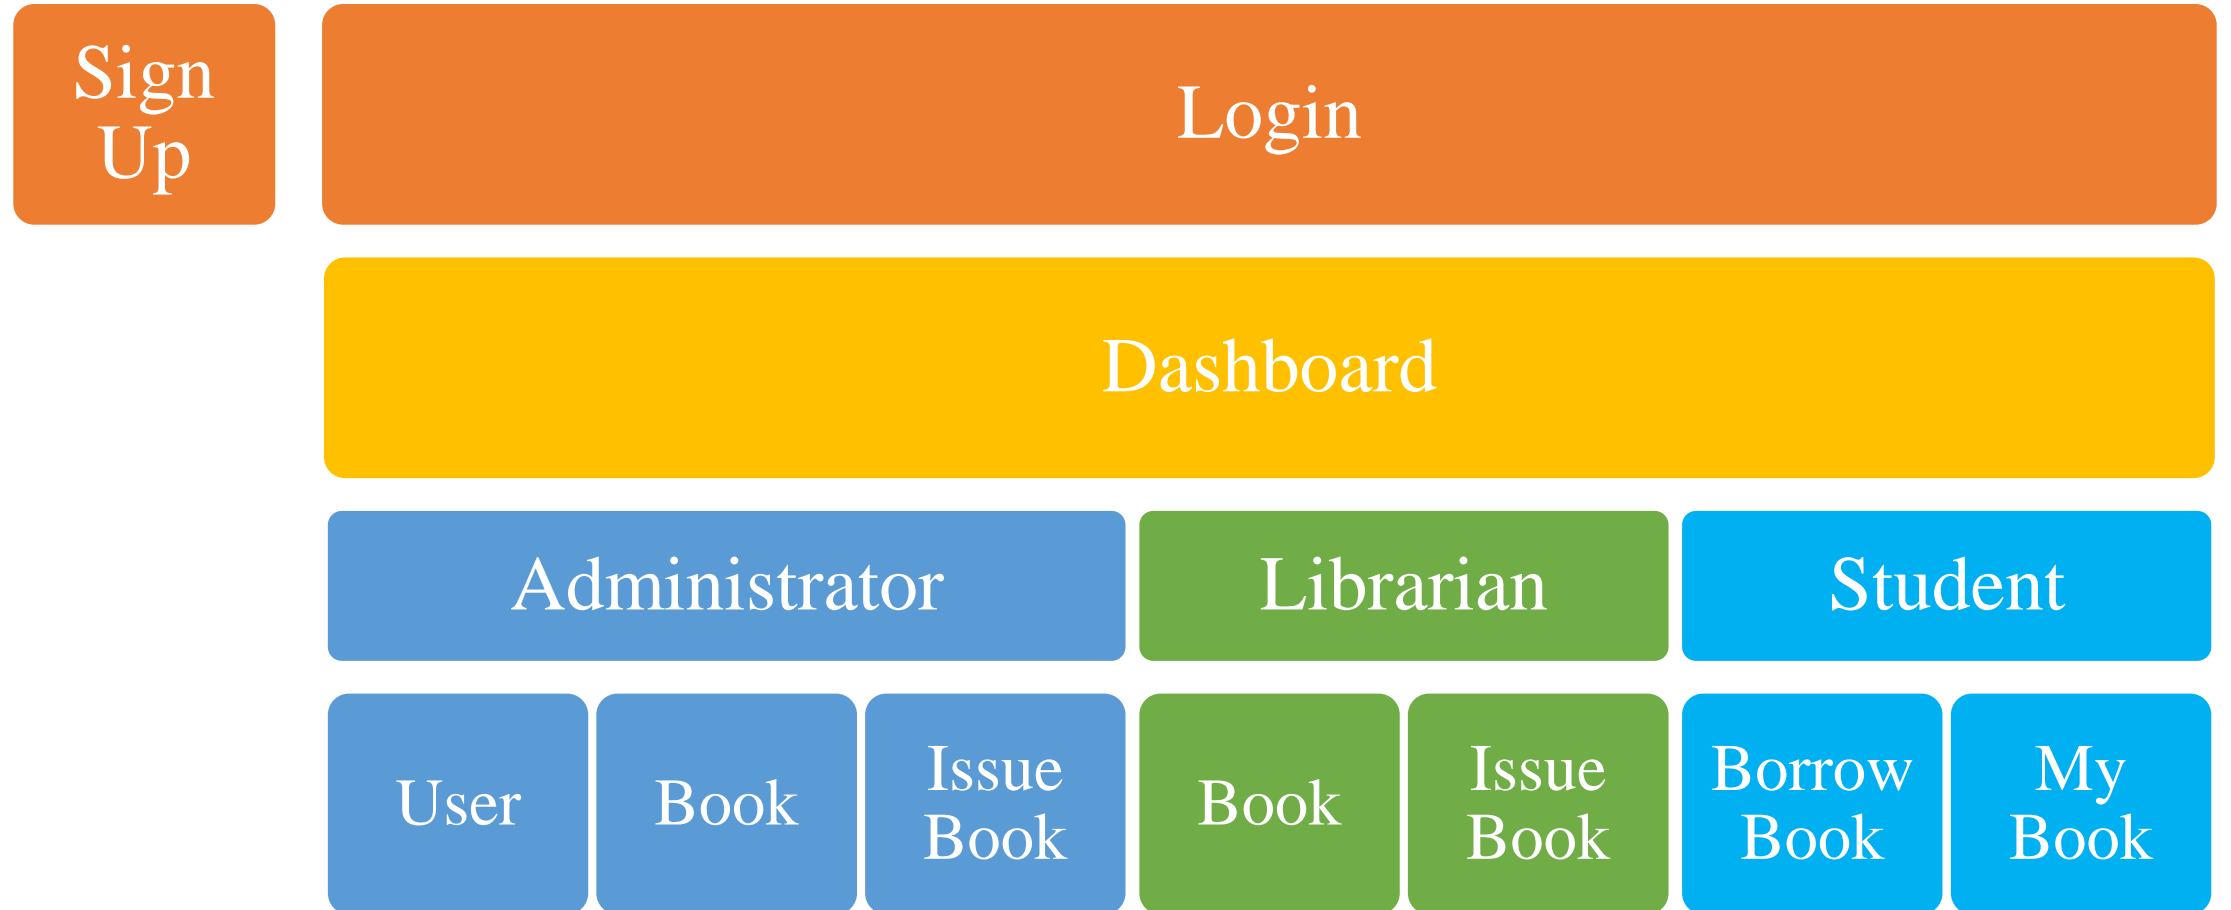 Sign
Up
Login
Dashboard
Administrator
Librarian
Student
User
Book
Issue
Book
Book
Issue
Book
Borrow
Book
My
Book